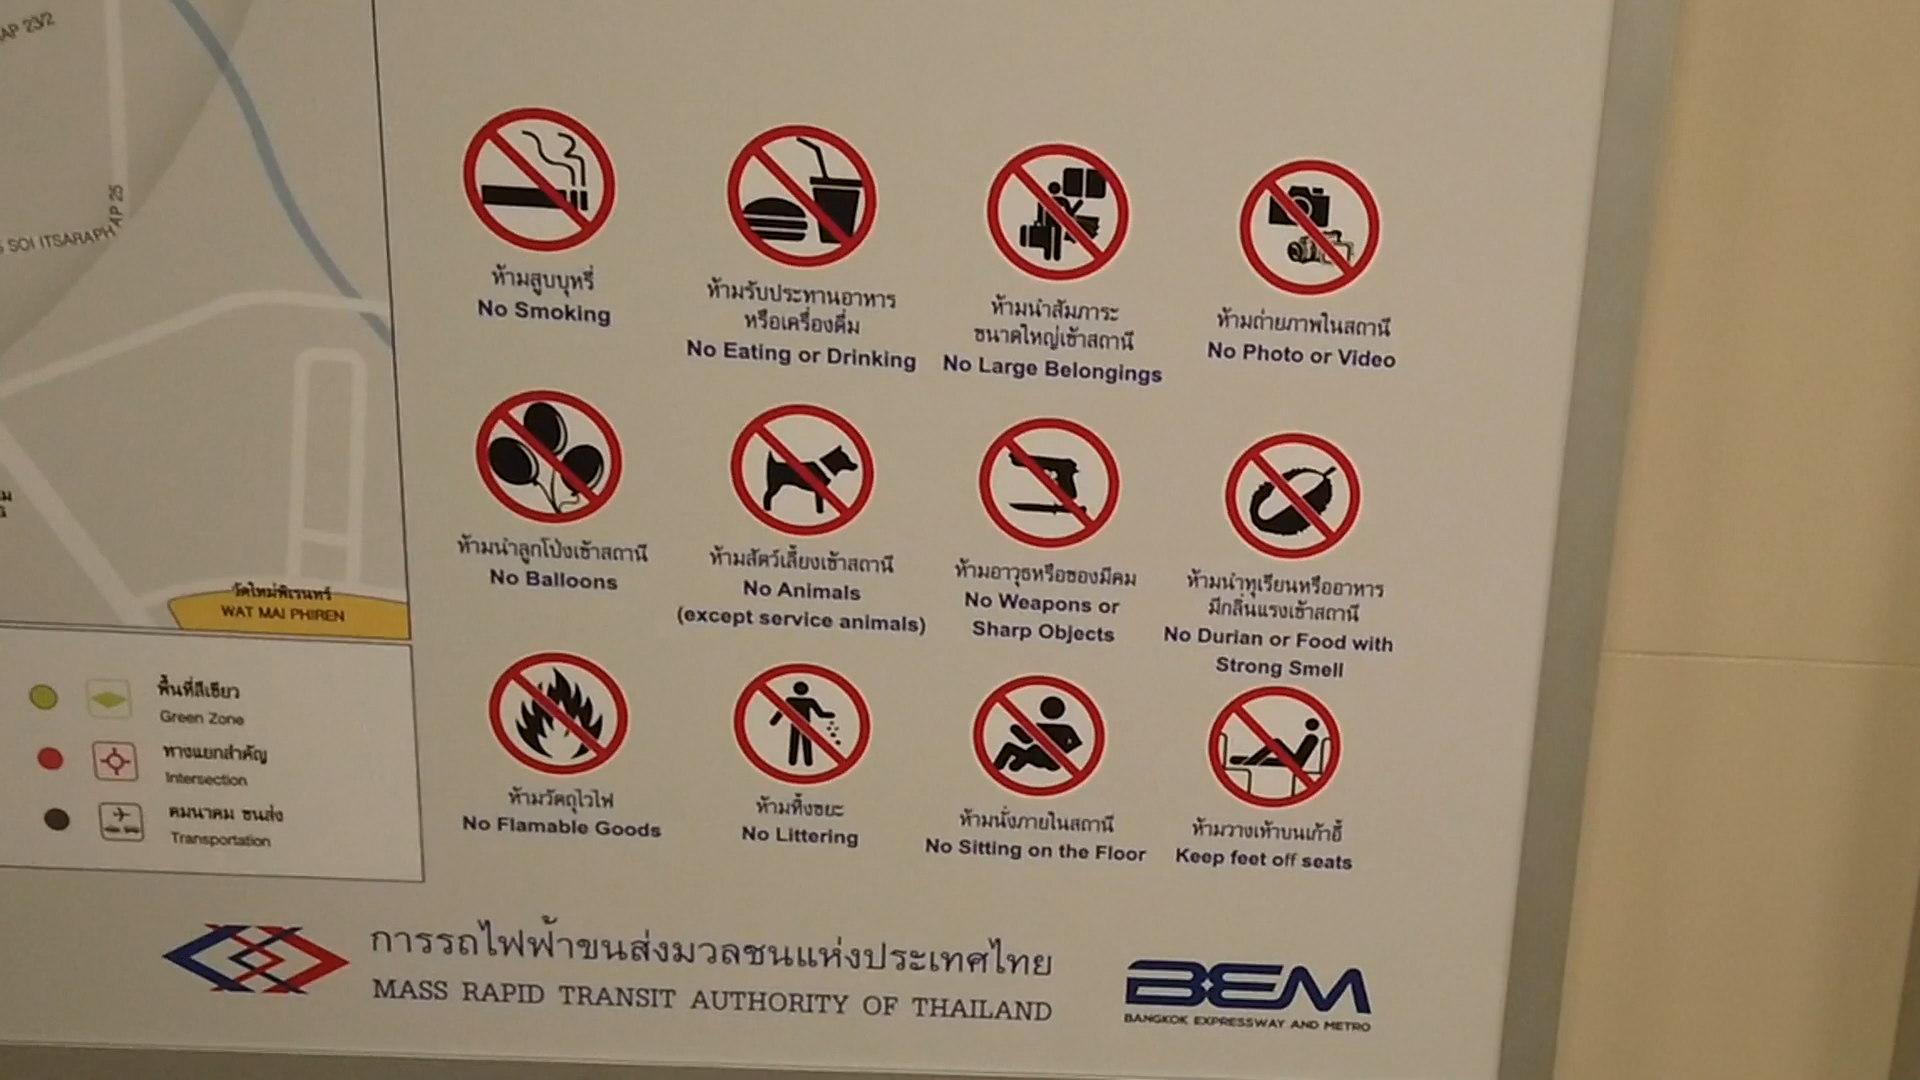 AP 23/2
AP 25
SOI ITSARAPH
วัดใหม่พิเรนทร์
WAT MAI PHIREN
พื้นที่สีเขียว
Green Zone
ทางแยกสำคัญ
Intersection
คมนาคม ขนส่ง
Transportation
ห้ามสูบบุหรี่
No Smoking
ห้ามรับประทานอาหาร
หรือเครื่องดื่ม
No Eating or Drinking
ห้ามนำสัมภาระ
ขนาดใหญ่เข้าสถานี
No Large Belongings
ห้ามถ่ายภาพในสถานี
No Photo or Video
ห้ามนำลูกโป่งเข้าสถานี
No Balloons
ห้ามสัตว์เลี้ยงเข้าสถานี
No Animals
(except service animals)
ห้ามอาวุธหรือของมีคม
No Weapons or
Sharp Objects
ห้ามนำทุเรียนหรืออาหาร
มีกลิ่นแรงเข้าสถานี
No Durian or Food with
Strong Smell
ห้ามวัตถุไวไฟ
No Flamable Goods
ห้ามทิ้งขยะ
No Littering
ห้ามนั่งภายในสถานี
No Sitting on the Floor
ห้ามวางเท้าบนเก้าอี้
Keep feet off seats
การรถไฟฟ้าขนส่งมวลชนแห่งประเทศไทย
MASS RAPID TRANSIT AUTHORITY OF THAILAND
BEM
BANGKOK EXPRESSWAY AND METRO